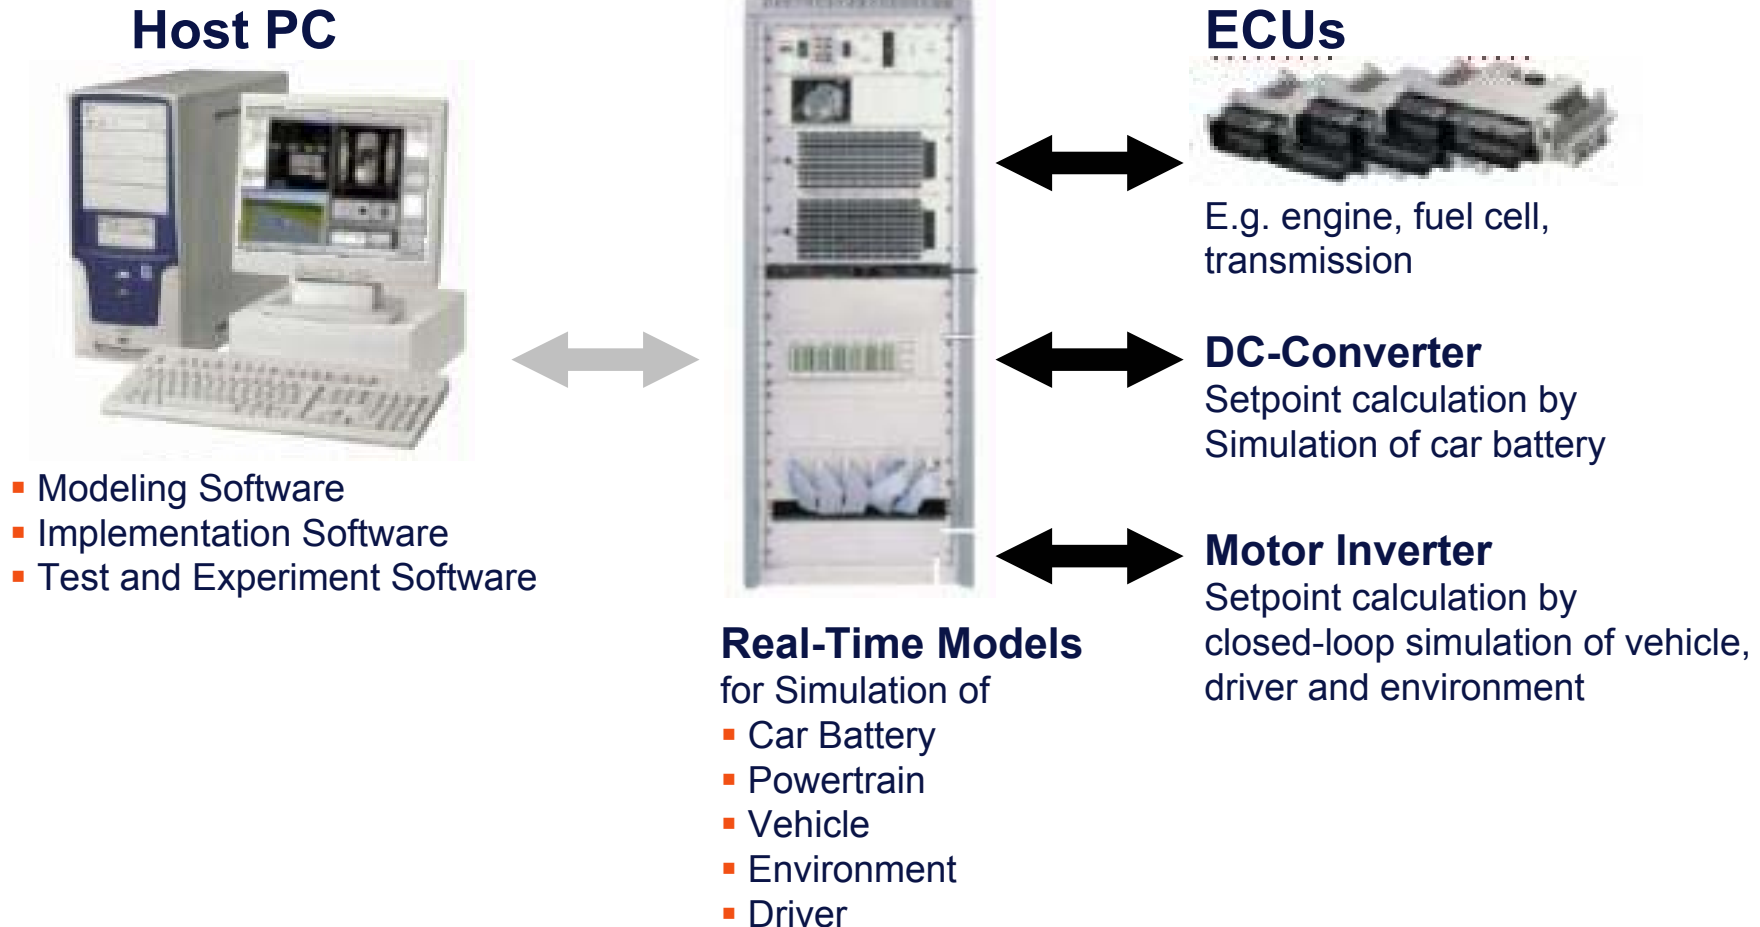 Host PC
▪ Modeling Software
▪ Implementation Software
▪ Test and Experiment Software
Real-Time Models
for Simulation of
▪ Car Battery
▪ Powertrain
▪ Vehicle
▪ Environment
▪ Driver
ECUs
E.g. engine, fuel cell,
transmission
DC-Converter
Setpoint calculation by
Simulation of car battery
Motor Inverter
Setpoint calculation by
closed-loop simulation of vehicle,
driver and environment